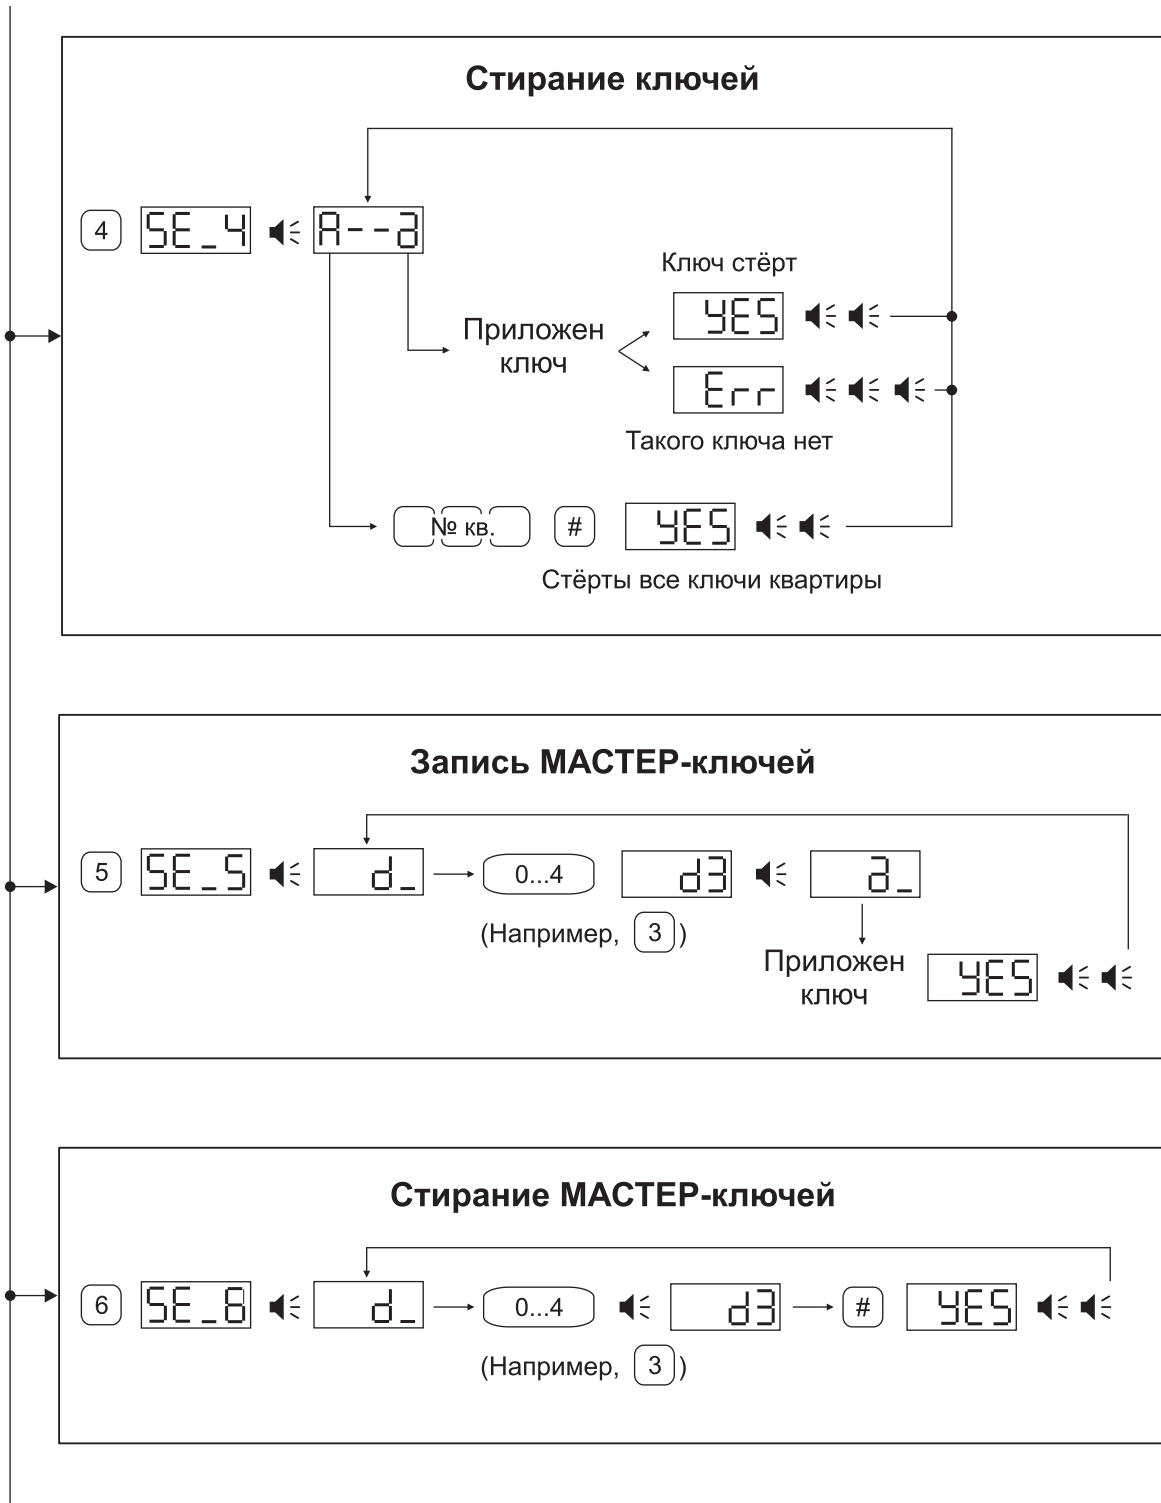 Стирание ключей
4 SE_4 A--a
Ключ стёрт
YES
Приложен
ключ
Err
Такого ключа нет
№ кв. # YES
Стёрты все ключи квартиры
Запись МАСТЕР-ключей
5 SE_5 d_ 0...4 d3 a_
(Например, 3)
Приложен
ключ
YES
Стирание МАСТЕР-ключей
6 SE_6 d_ 0...4 d3 # YES
(Например, 3)